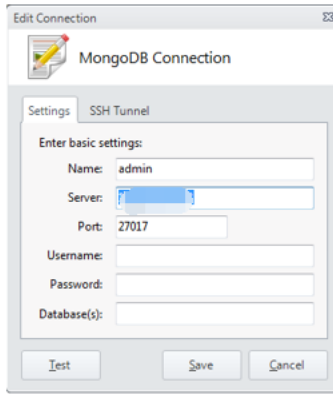 Edit Connection
MongoDB Connection
Settings SSH Tunnel
Enter basic settings:
Name: admin
Server:
Port: 27017
Username:
Password:
Database(s):
Test Save Cancel